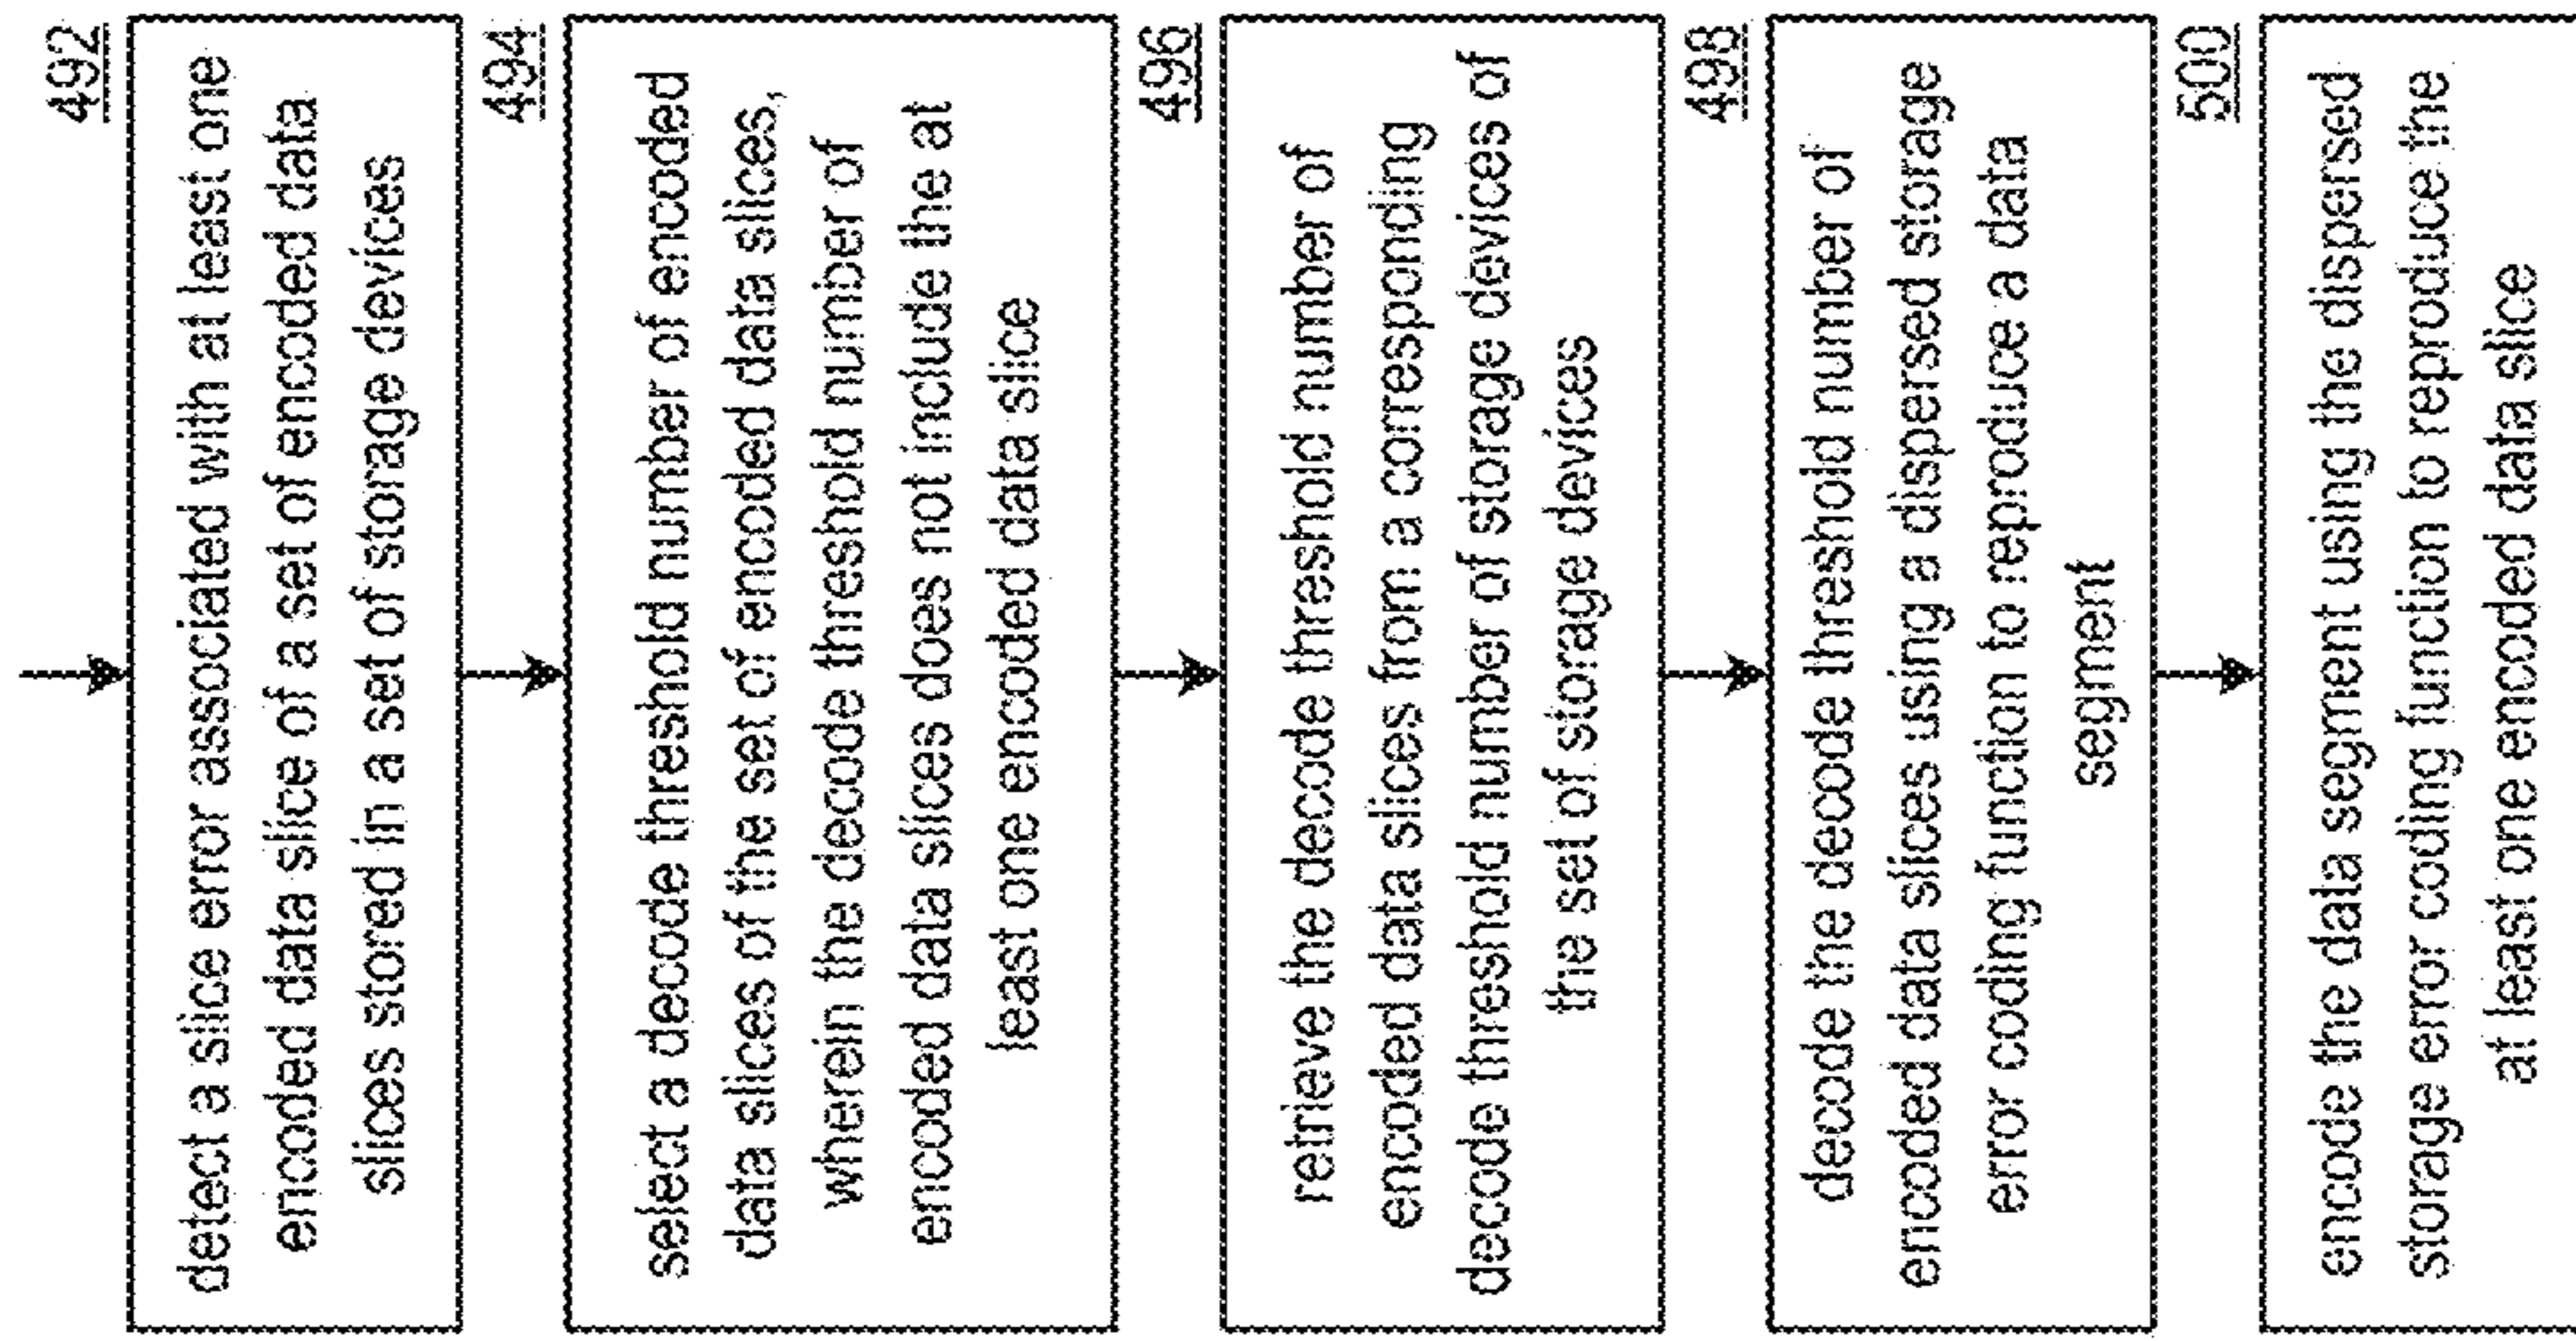 492
detect a slice error associated with at least one
encoded data slice of a set of encoded data
slices stored in a set of storage devices
494
select a decode threshold number of encoded
data slices of the set of encoded data slices,
wherein the decode threshold number of
encoded data slices does not include the at
least one encoded data slice
496
retrieve the decode threshold number of
encoded data slices from a corresponding
decode threshold number of storage devices of
the set of storage devices
498
decode the decode threshold number of
encoded data slices using a dispersed storage
error coding function to reproduce a data
segment
500
encode the data segment using the dispersed
storage error coding function to reproduce the
at least one encoded data slice